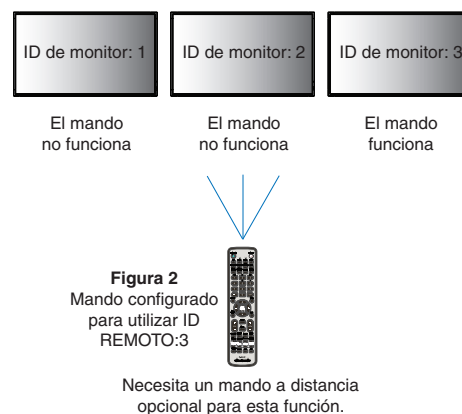 ID de monitor: 1
ID de monitor: 2
ID de monitor: 3
El mando
no funciona
El mando
no funciona
El mando
funciona
Figura 2
Mando configurado
para utilizar ID
REMOTO:3
Necesita un mando a distancia
opcional para esta función.